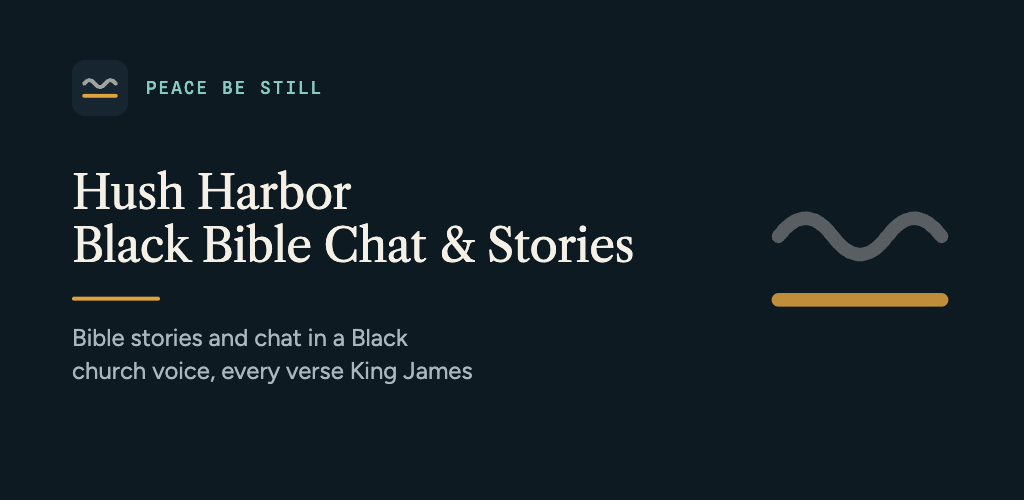 PEACE BE STILL
Hush Harbor
Black Bible Chat & Stories
Bible stories and chat in a Black
church voice, every verse King James